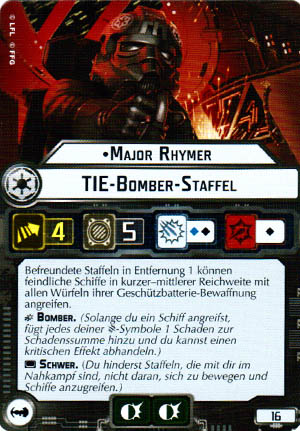 © LFL © FFG
•Major Rhymer
TIE-Bomber-Staffel
4
5
Befreundete Staffeln in Entfernung 1 können
feindliche Schiffe in kurzer–mittlerer Reichweite mit
allen Würfeln ihrer Geschützbatterie-Bewaffnung
angreifen.
Bomber. (Solange du ein Schiff angreifst,
fügt jedes deiner -Symbole 1 Schaden zur
Schadenssumme hinzu und du kannst einen
kritischen Effekt abhandeln.)
Schwer. (Du hinderst Staffeln, die mit dir im
Nahkampf sind, nicht daran, sich zu bewegen und
Schiffe anzugreifen.)
16